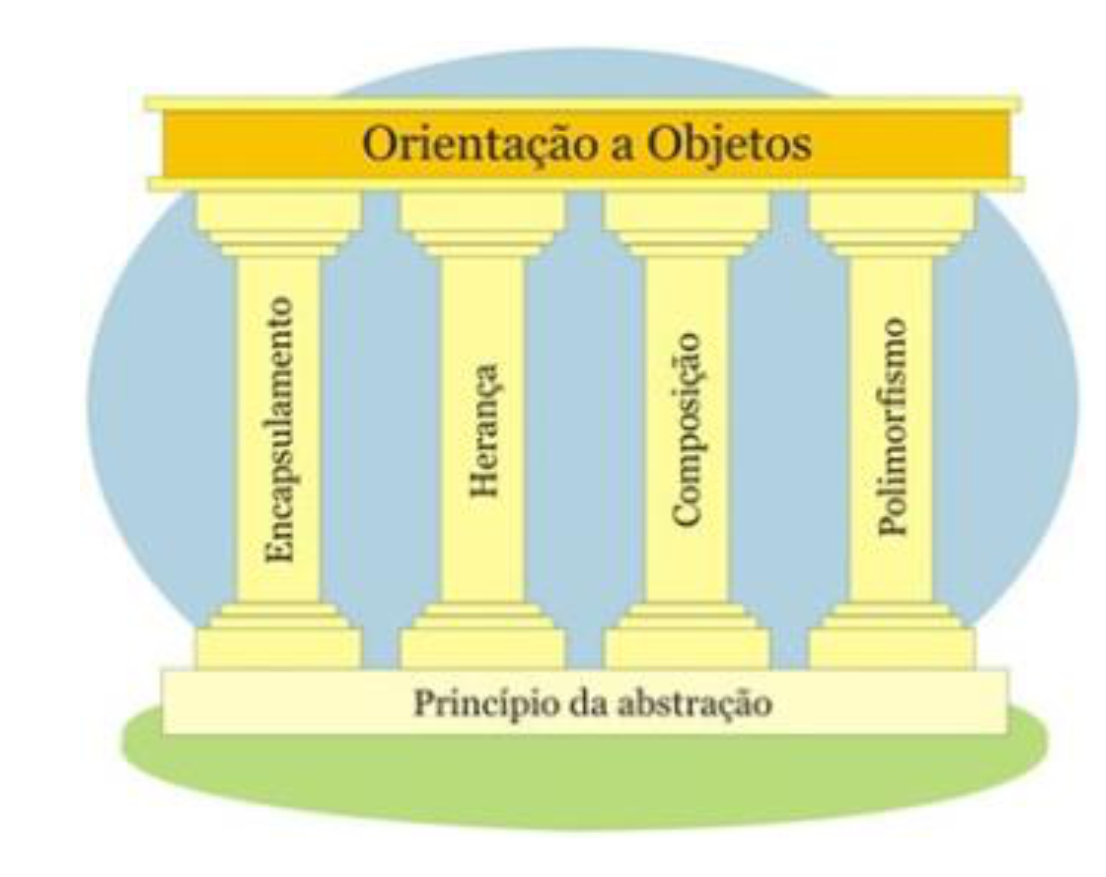 Orientação a Objetos
Encapsulamento
Herança
Composição
Polimorfismo
Princípio da abstração